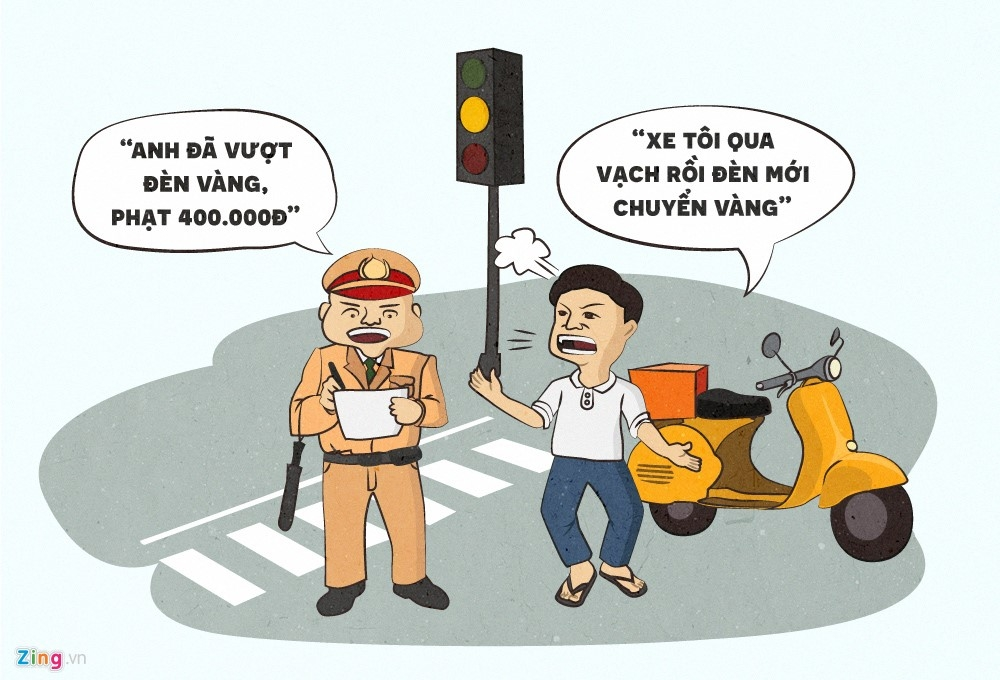 “ANH ĐÃ VƯỢT
ĐÈN VÀNG,
PHẠT 400.000Đ”
“XE TÔI QUA
VẠCH RỒI ĐÈN MỚI
CHUYỂN VÀNG”
Zing.vn